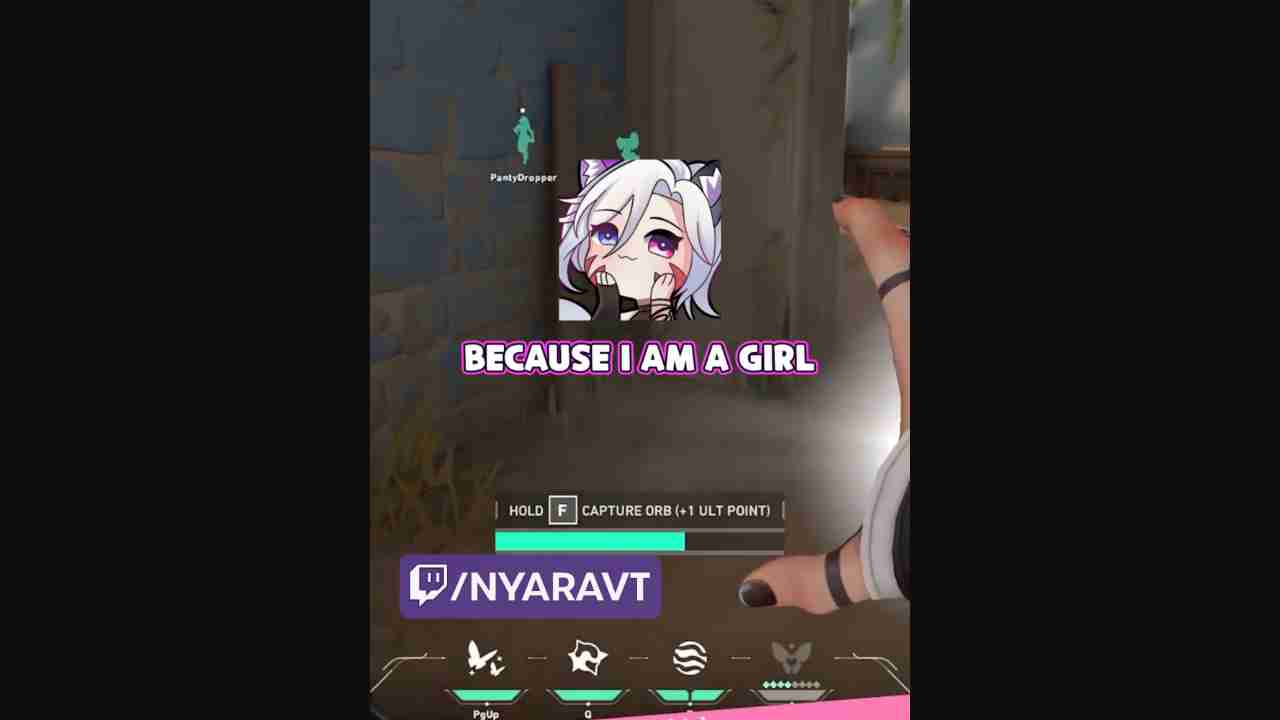 PantyDropper
BECAUSE I AM A GIRL
HOLD F CAPTURE ORB (+1 ULT POINT)
/NYARAVT
PgUp
Q